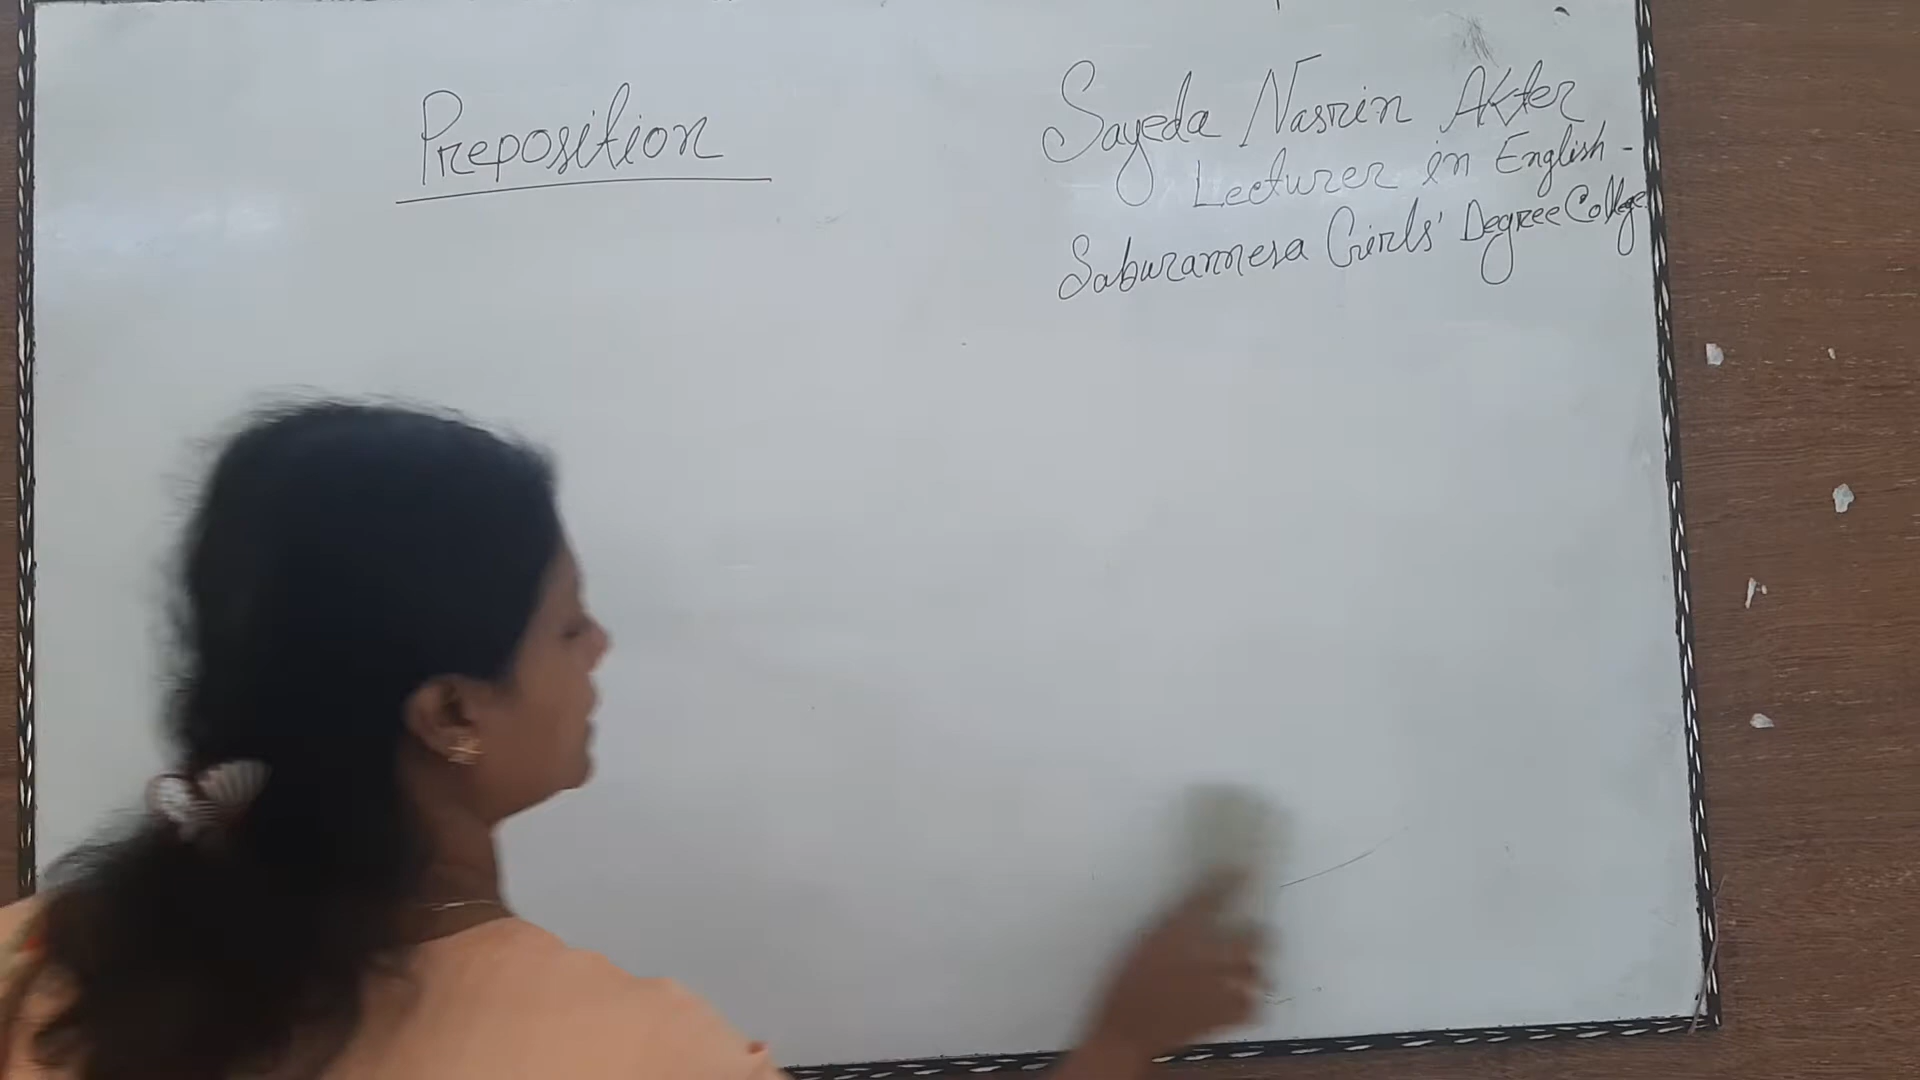 Preposition
Sayeda Nasrin Akter
Lecturer in English -
Saburannesa Girls' Degree College